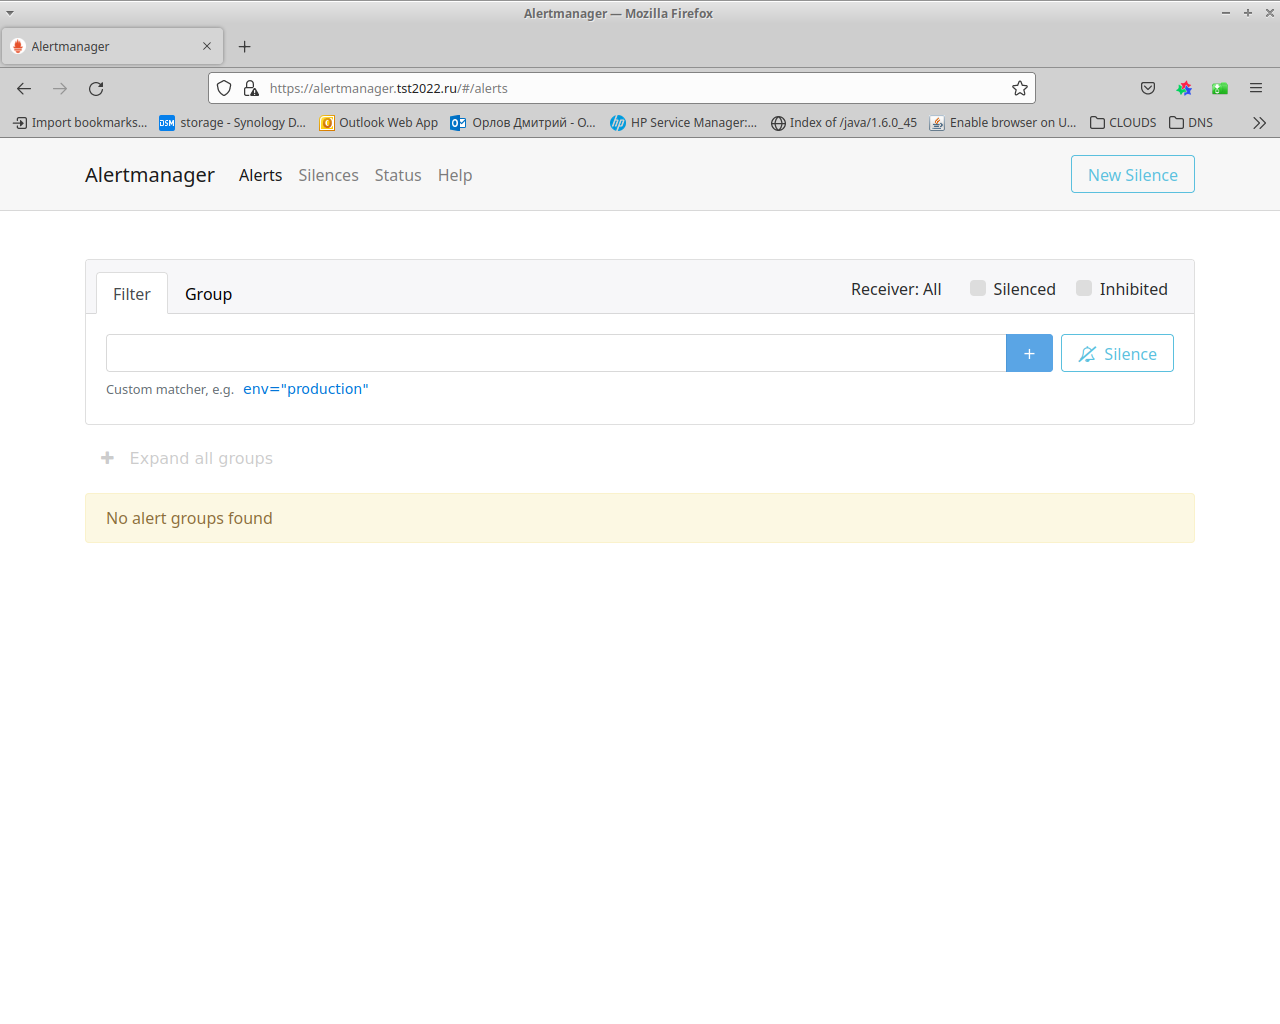 Alertmanager — Mozilla Firefox
Alertmanager
https://alertmanager.tst2022.ru/#/alerts
Import bookmarks... storage - Synology D... Outlook Web App Орлов Дмитрий - O... HP Service Manager:... Index of /java/1.6.0_45 Enable browser on U... CLOUDS DNS
Alertmanager Alerts Silences Status Help New Silence
Filter Group Receiver: All Silenced Inhibited
+ Silence
Custom matcher, e.g. env="production"
+ Expand all groups
No alert groups found